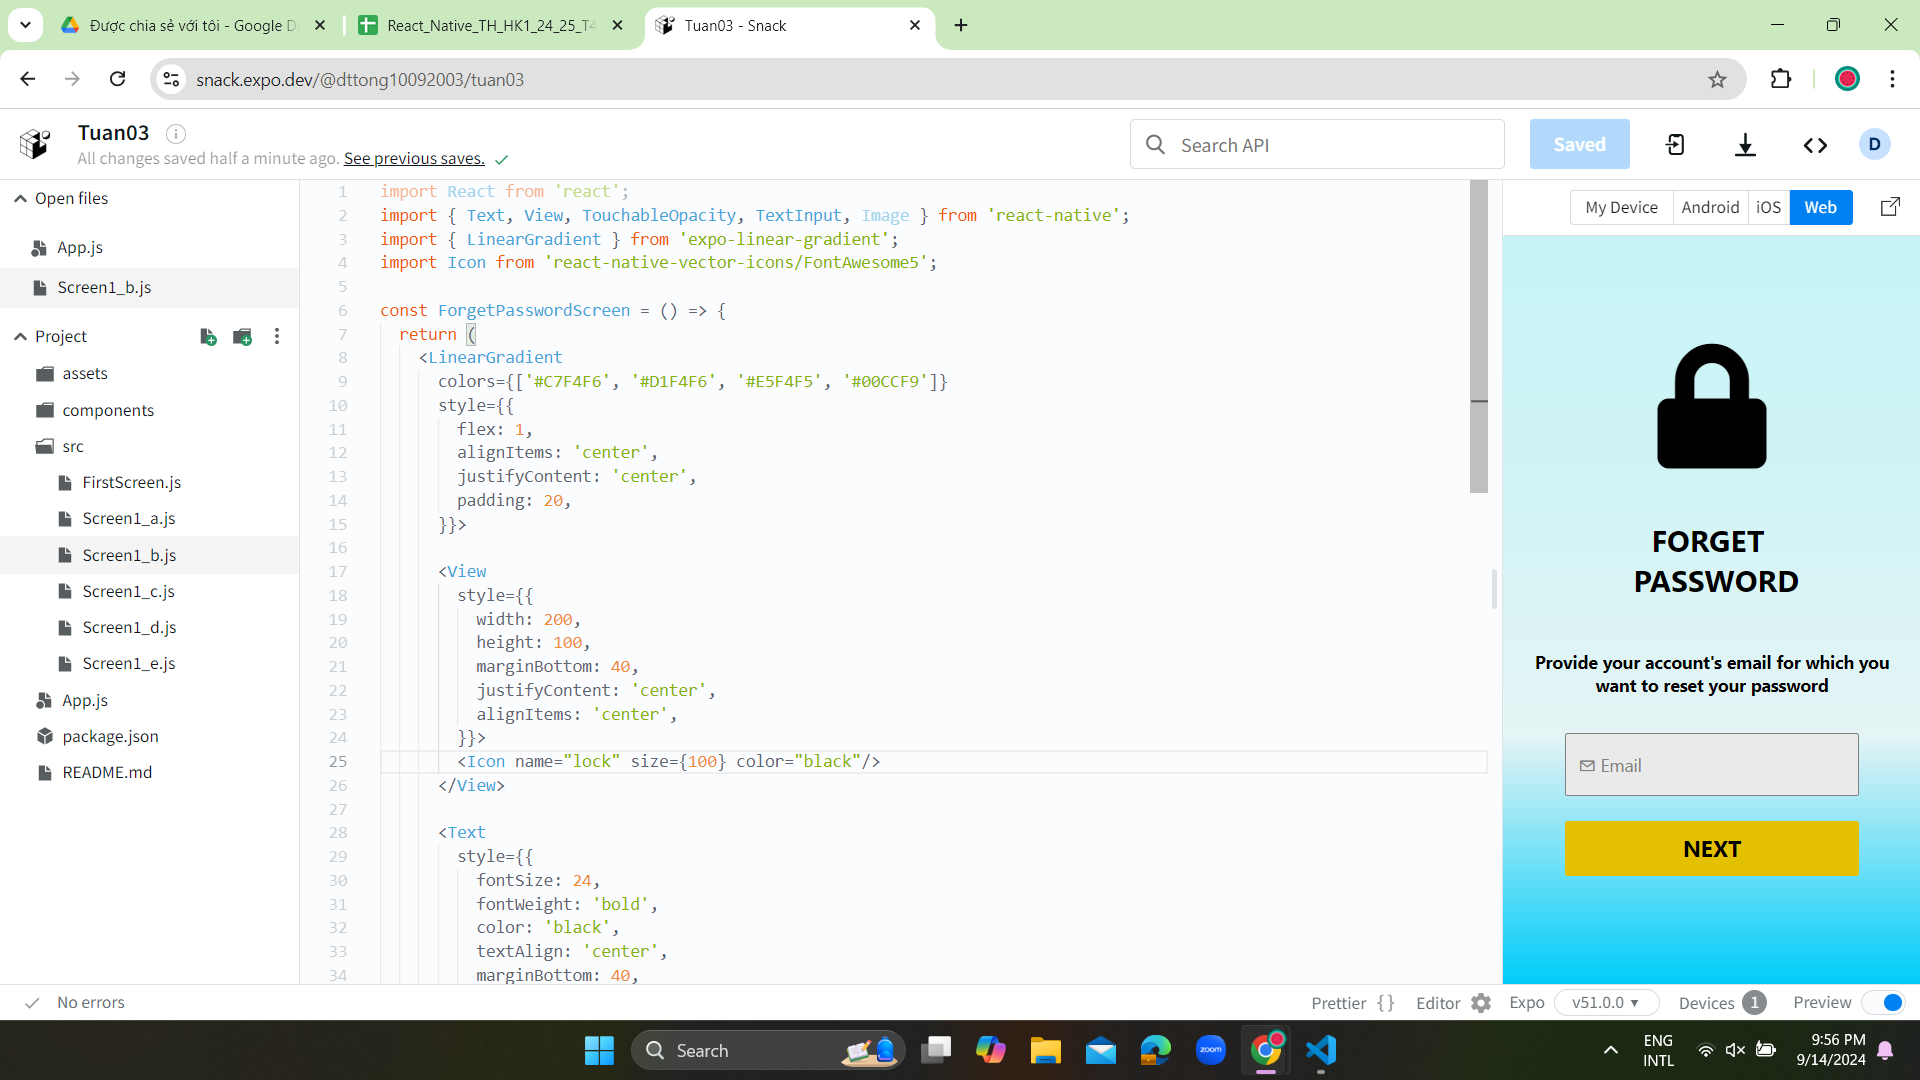 Được chia sẻ với tôi - Google D
React_Native_TH_HK1_24_25_T4
Tuan03 - Snack
snack.expo.dev/@dttong10092003/tuan03
Tuan03
All changes saved half a minute ago. See previous saves.
Search API
Saved
D
Open files
App.js
Screen1_b.js
Project
assets
components
src
FirstScreen.js
Screen1_a.js
Screen1_b.js
Screen1_c.js
Screen1_d.js
Screen1_e.js
App.js
package.json
README.md
1 import React from 'react';
2 import { Text, View, TouchableOpacity, TextInput, Image } from 'react-native';
3 import { LinearGradient } from 'expo-linear-gradient';
4 import Icon from 'react-native-vector-icons/FontAwesome5';
5
6 const ForgetPasswordScreen = () => {
7 return (
8 <LinearGradient
9 colors={['#C7F4F6', '#D1F4F6', '#E5F4F5', '#00CCF9']}
10 style={{
11 flex: 1,
12 alignItems: 'center',
13 justifyContent: 'center',
14 padding: 20,
15 }}>
16
17 <View
18 style={{
19 width: 200,
20 height: 100,
21 marginBottom: 40,
22 justifyContent: 'center',
23 alignItems: 'center',
24 }}>
25 <Icon name="lock" size={100} color="black"/>
26 </View>
27
28 <Text
29 style={{
30 fontSize: 24,
31 fontWeight: 'bold',
32 color: 'black',
33 textAlign: 'center',
34 marginBottom: 40,
My Device
Android
iOS
Web
FORGET
PASSWORD
Provide your account's email for which you
want to reset your password
Email
NEXT
No errors
Prettier { }
Editor
Expo
v51.0.0
Devices 1
Preview
Search
zoom
ENG
INTL
9:56 PM
9/14/2024